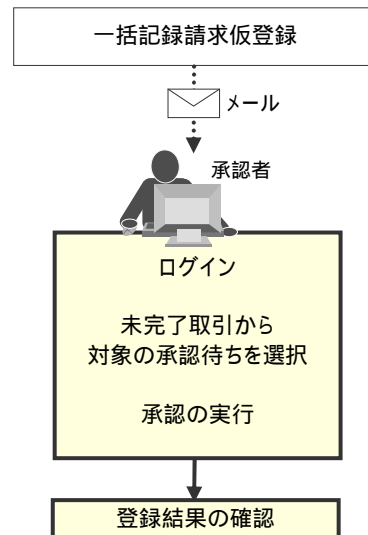 一括記録請求仮登録
メール
承認者
ログイン
未完了取引から
対象の承認待ちを選択
承認の実行
登録結果の確認